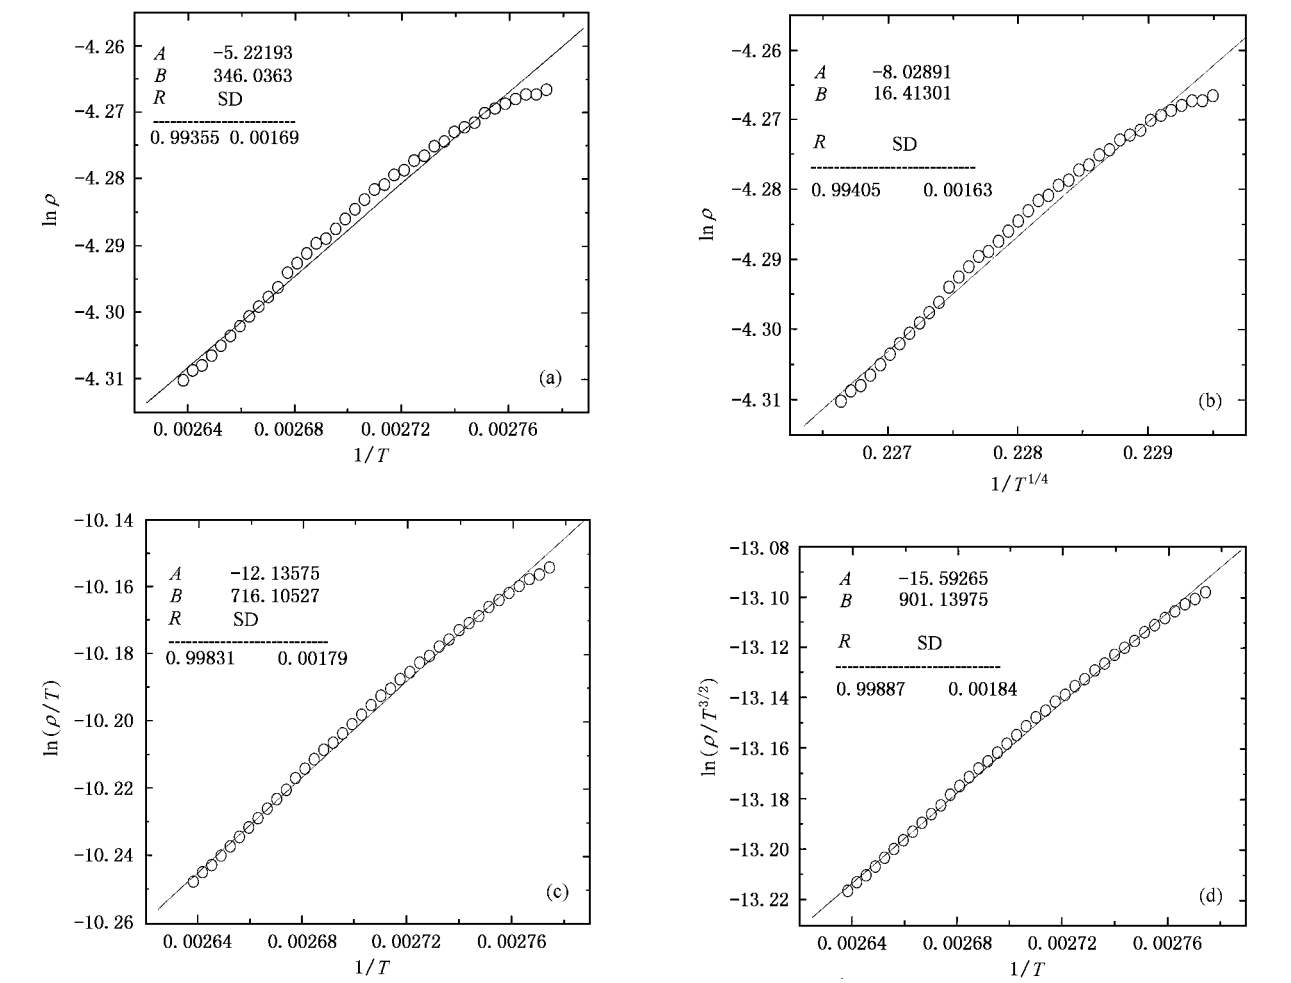 A −5.22193
B 346.0363
R SD
0.99355 0.00169
−4.26
−4.27
−4.28
−4.29
−4.30
−4.31
ln ρ
0.00264 0.00268 0.00272 0.00276
1/T
(a)
A −8.02891
B 16.41301
R SD
0.99405 0.00163
−4.26
−4.27
−4.28
−4.29
−4.30
−4.31
ln ρ
0.227 0.228 0.229
1/T^{1/4}
(b)
A −12.13575
B 716.10527
R SD
0.99831 0.00179
−10.14
−10.16
−10.18
−10.20
−10.22
−10.24
−10.26
ln(ρ/T)
0.00264 0.00268 0.00272 0.00276
1/T
(c)
A −15.59265
B 901.13975
R SD
0.99887 0.00184
−13.08
−13.10
−13.12
−13.14
−13.16
−13.18
−13.20
−13.22
ln(ρ/T^{3/2})
0.00264 0.00268 0.00272 0.00276
1/T
(d)